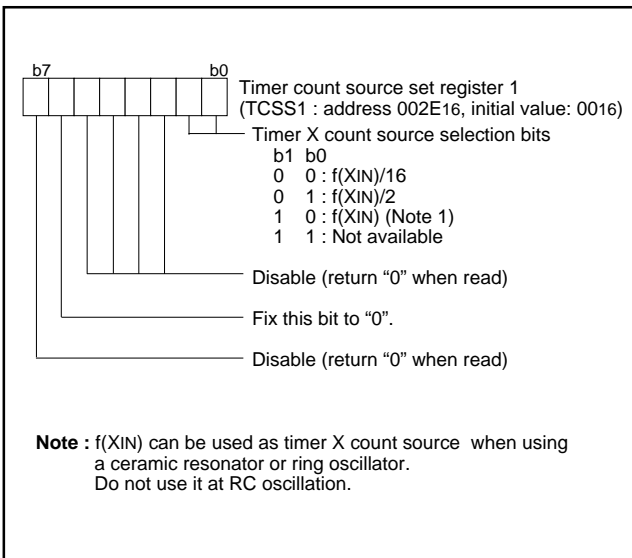 b7 b0
Timer count source set register 1
(TCSS1 : address 002E16, initial value: 0016)
Timer X count source selection bits
b1 b0
0 0 : f(XIN)/16
0 1 : f(XIN)/2
1 0 : f(XIN) (Note 1)
1 1 : Not available
Disable (return “0” when read)
Fix this bit to “0”.
Disable (return “0” when read)
Note : f(XIN) can be used as timer X count source when using
a ceramic resonator or ring oscillator.
Do not use it at RC oscillation.